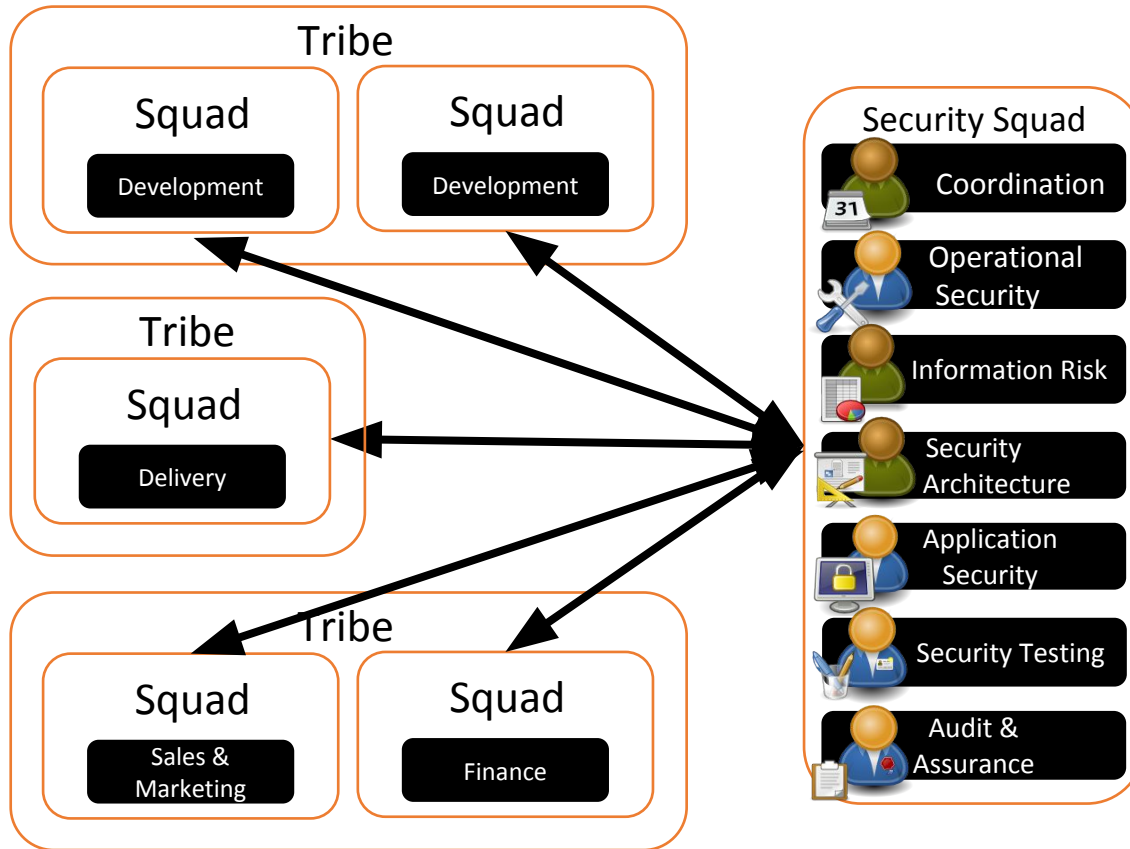 Tribe
Squad
Development
Squad
Development
Tribe
Squad
Delivery
Tribe
Squad
Sales &
Marketing
Squad
Finance
Security Squad
Coordination
31
Operational
Security
Information Risk
Security
Architecture
Application
Security
Security Testing
Audit &
Assurance